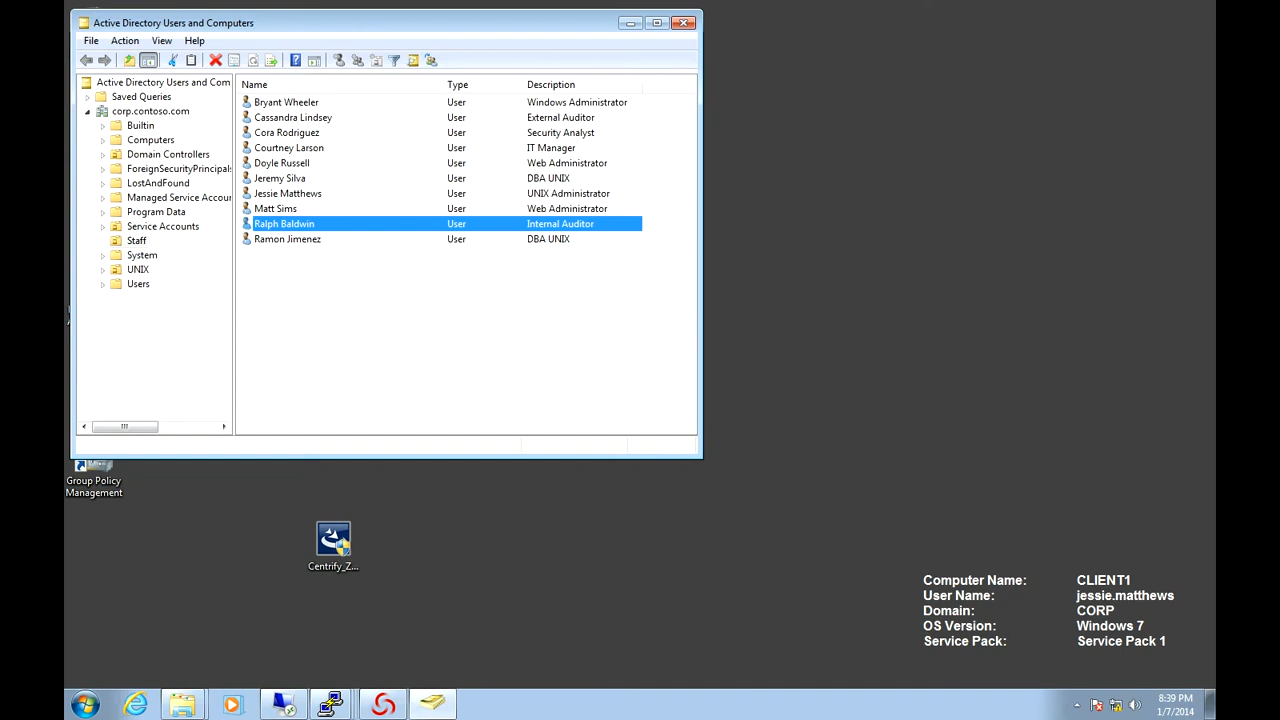 Active Directory Users and Computers
File Action View Help
Active Directory Users and Com
Saved Queries
corp.contoso.com
Builtin
Computers
Domain Controllers
ForeignSecurityPrincipals
LostAndFound
Managed Service Accou
Program Data
Service Accounts
Staff
System
UNIX
Users
Name Type Description
Bryant Wheeler User Windows Administrator
Cassandra Lindsey User External Auditor
Cora Rodriguez User Security Analyst
Courtney Larson User IT Manager
Doyle Russell User Web Administrator
Jeremy Silva User DBA UNIX
Jessie Matthews User UNIX Administrator
Matt Sims User Web Administrator
Ralph Baldwin User Internal Auditor
Ramon Jimenez User DBA UNIX
Group Policy
Management
Centrify_Z...
Computer Name: CLIENT1
User Name: jessie.matthews
Domain: CORP
OS Version: Windows 7
Service Pack: Service Pack 1
8:39 PM
1/7/2014